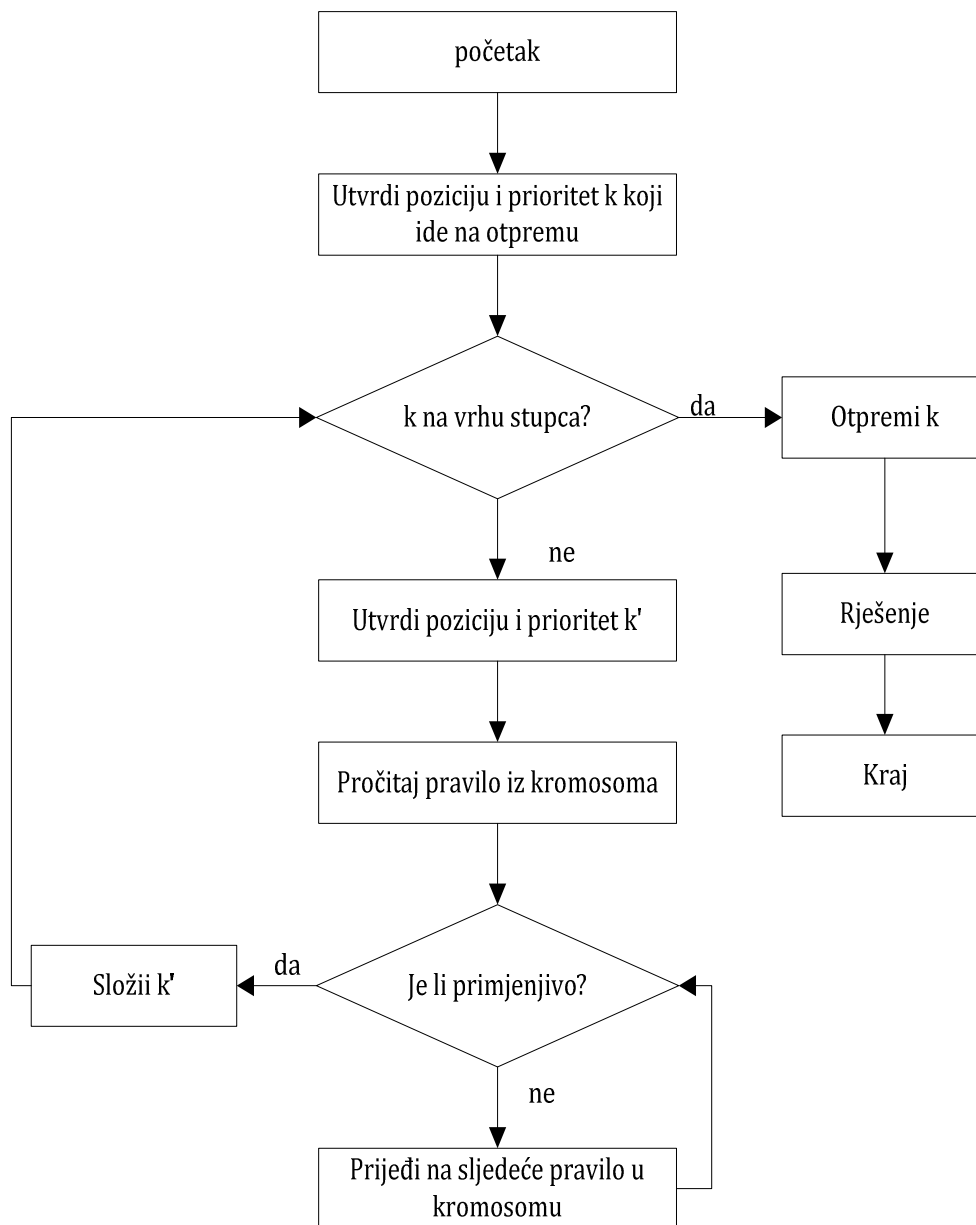 početak
Utvrdi poziciju i prioritet k koji
ide na otpremu
k na vrhu stupca?
da
Otpremi k
ne
Utvrdi poziciju i prioritet k'
Rješenje
Pročitaj pravilo iz kromosoma
Kraj
Složii k'
da
Je li primjenjivo?
ne
Prijeđi na sljedeće pravilo u
kromosomu